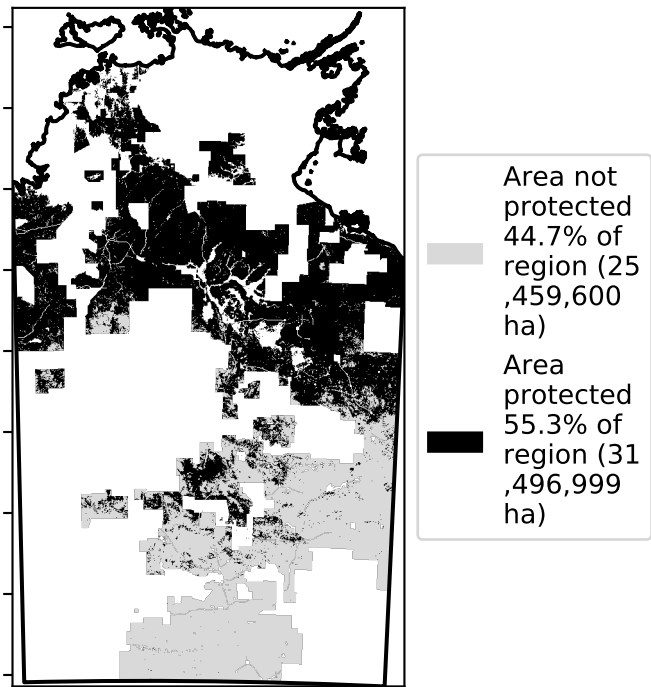 Area not
protected
44.7% of
region (25
,459,600
ha)
Area
protected
55.3% of
region (31
,496,999
ha)